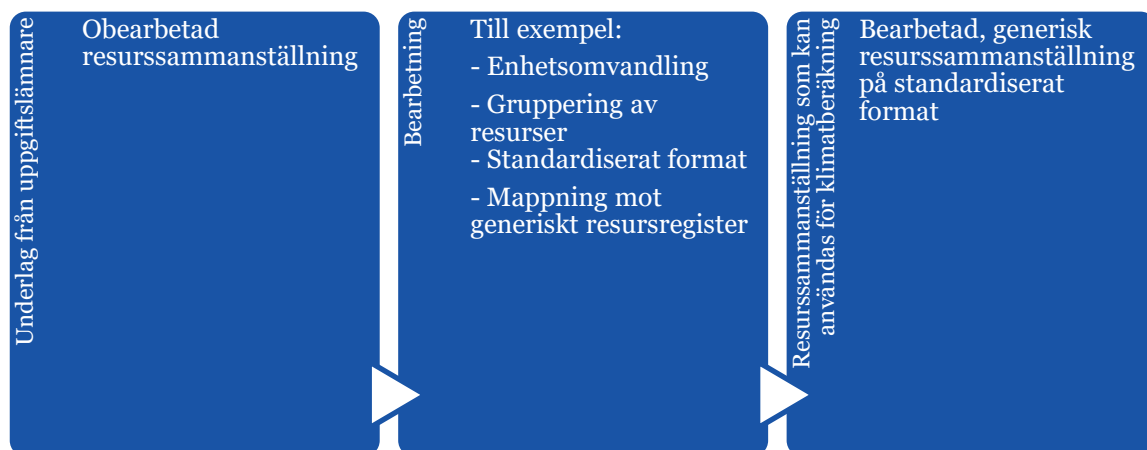 Underlag från uppgiftslämnare
Obearbetad
resurssammanställning
Bearbetning
Till exempel:
- Enhetsomvandling
- Gruppering av
resurser
- Standardiserat format
- Mappning mot
generiskt resursregister
Resurssammanställning som kan
användas för klimatberäkning
Bearbetad, generisk
resurssammanställning
på standardiserat
format